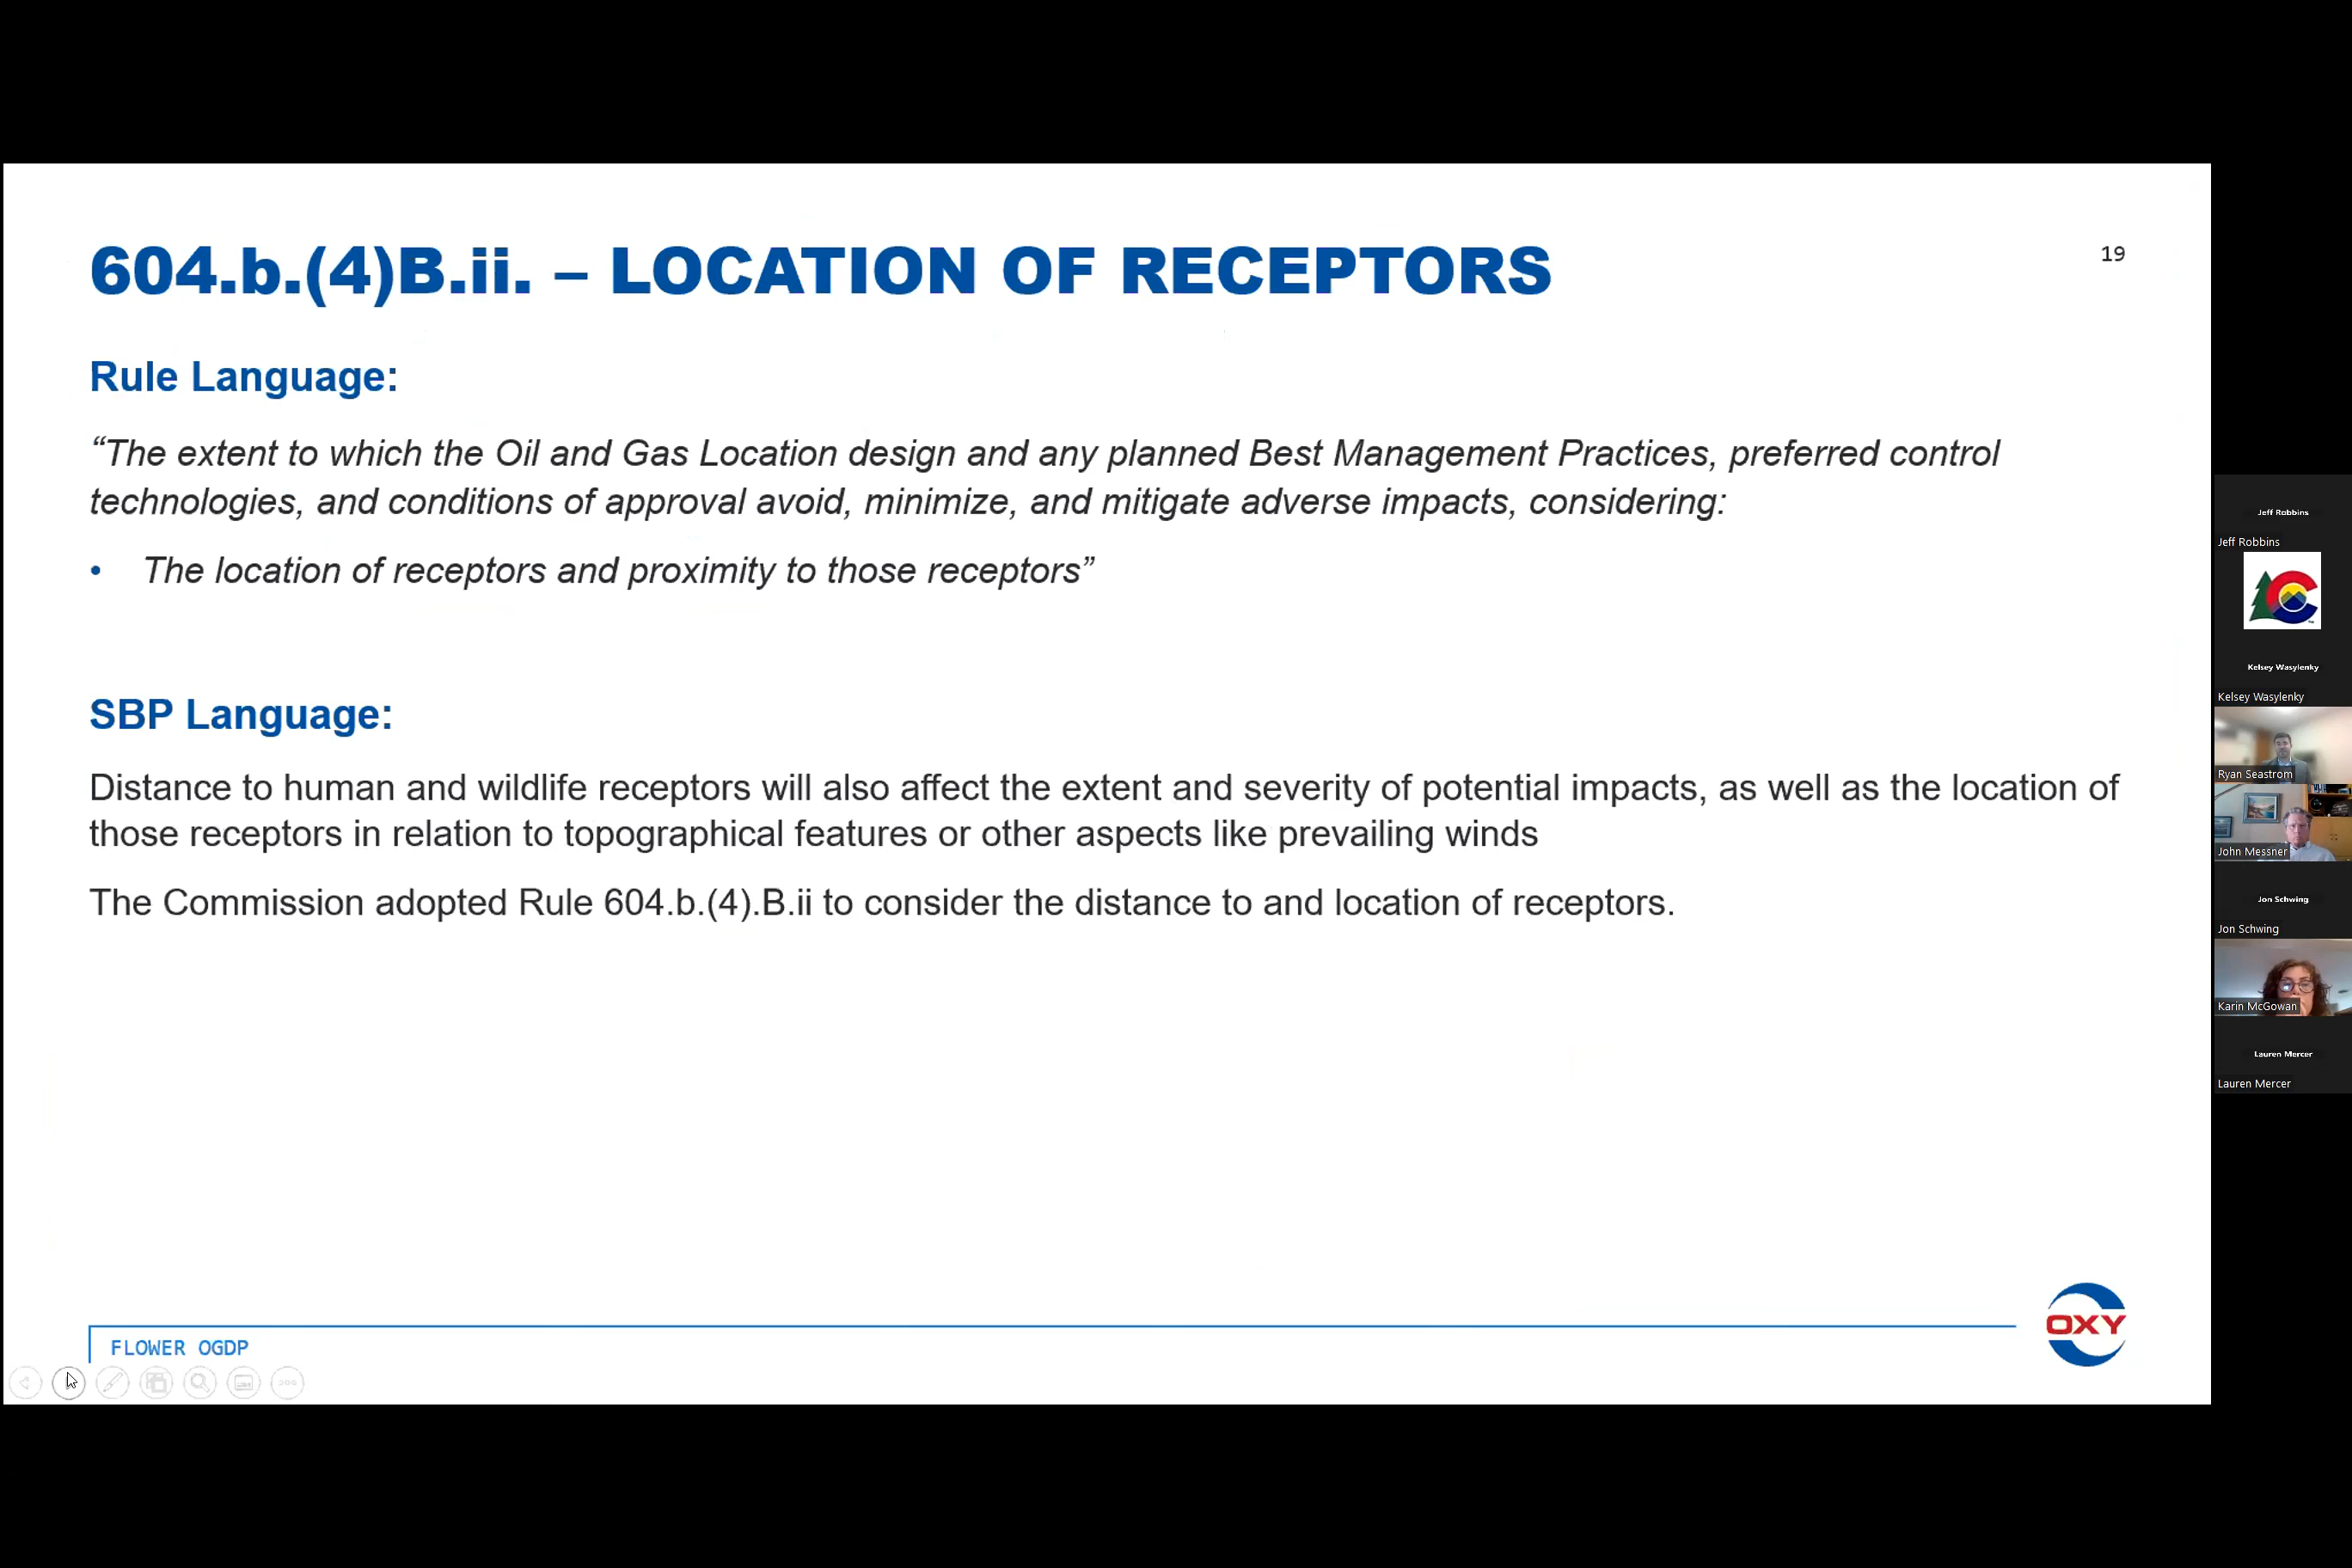 604.b.(4)B.ii. – LOCATION OF RECEPTORS
19
Rule Language:
“The extent to which the Oil and Gas Location design and any planned Best Management Practices, preferred control
technologies, and conditions of approval avoid, minimize, and mitigate adverse impacts, considering:
• The location of receptors and proximity to those receptors”
SBP Language:
Distance to human and wildlife receptors will also affect the extent and severity of potential impacts, as well as the location of
those receptors in relation to topographical features or other aspects like prevailing winds
The Commission adopted Rule 604.b.(4).B.ii to consider the distance to and location of receptors.
FLOWER OGDP
OXY
Jeff Robbins
Jeff Robbins
Kelsey Wasylenky
Kelsey Wasylenky
Ryan Seastrom
John Messner
Jon Schwing
Jon Schwing
Karin McGowan
Lauren Mercer
Lauren Mercer